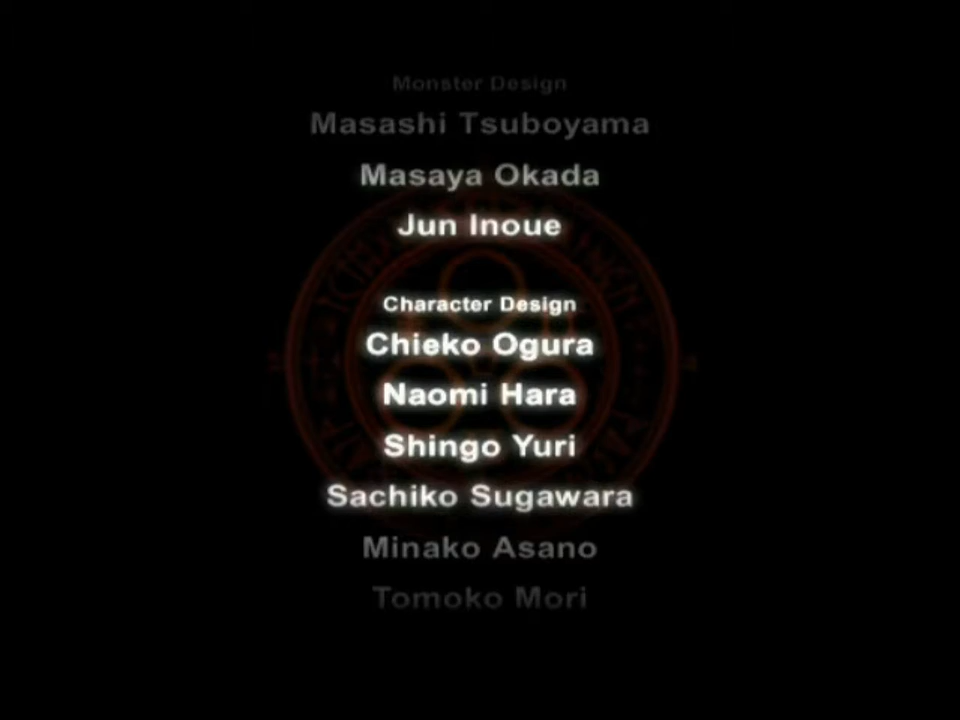 Monster Design
Masashi Tsuboyama
Masaya Okada
Jun Inoue
Character Design
Chieko Ogura
Naomi Hara
Shingo Yuri
Sachiko Sugawara
Minako Asano
Tomoko Mori